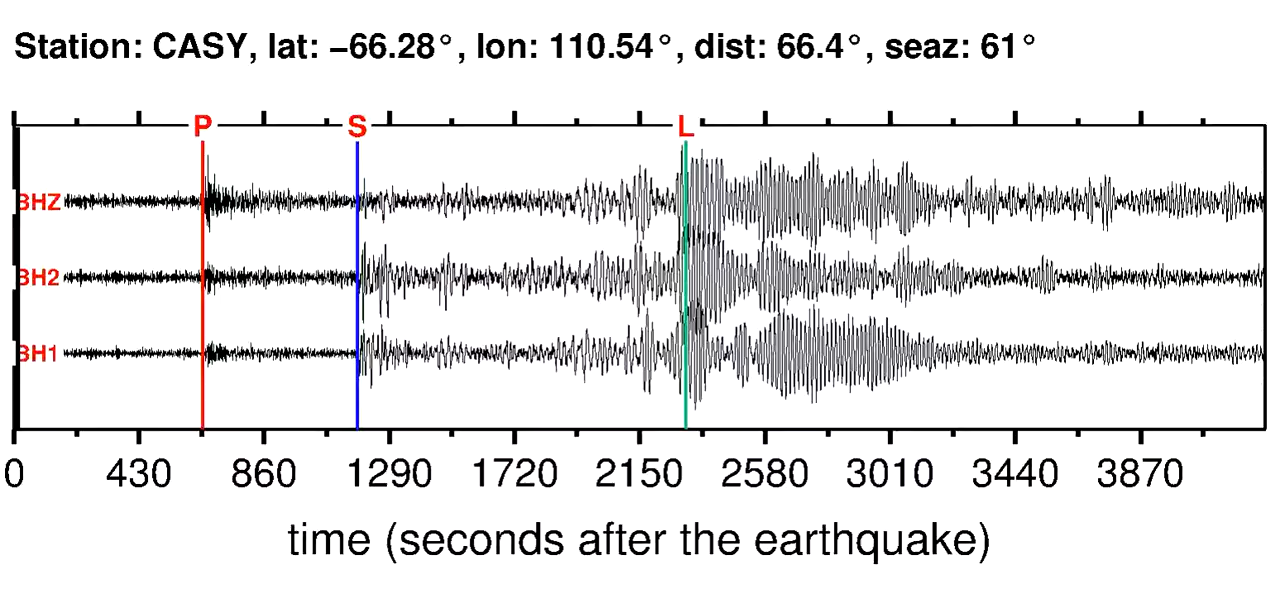 Station: CASY, lat: −66.28°, lon: 110.54°, dist: 66.4°, seaz: 61°
P S L
BHZ
BH2
BH1
0 430 860 1290 1720 2150 2580 3010 3440 3870
time (seconds after the earthquake)